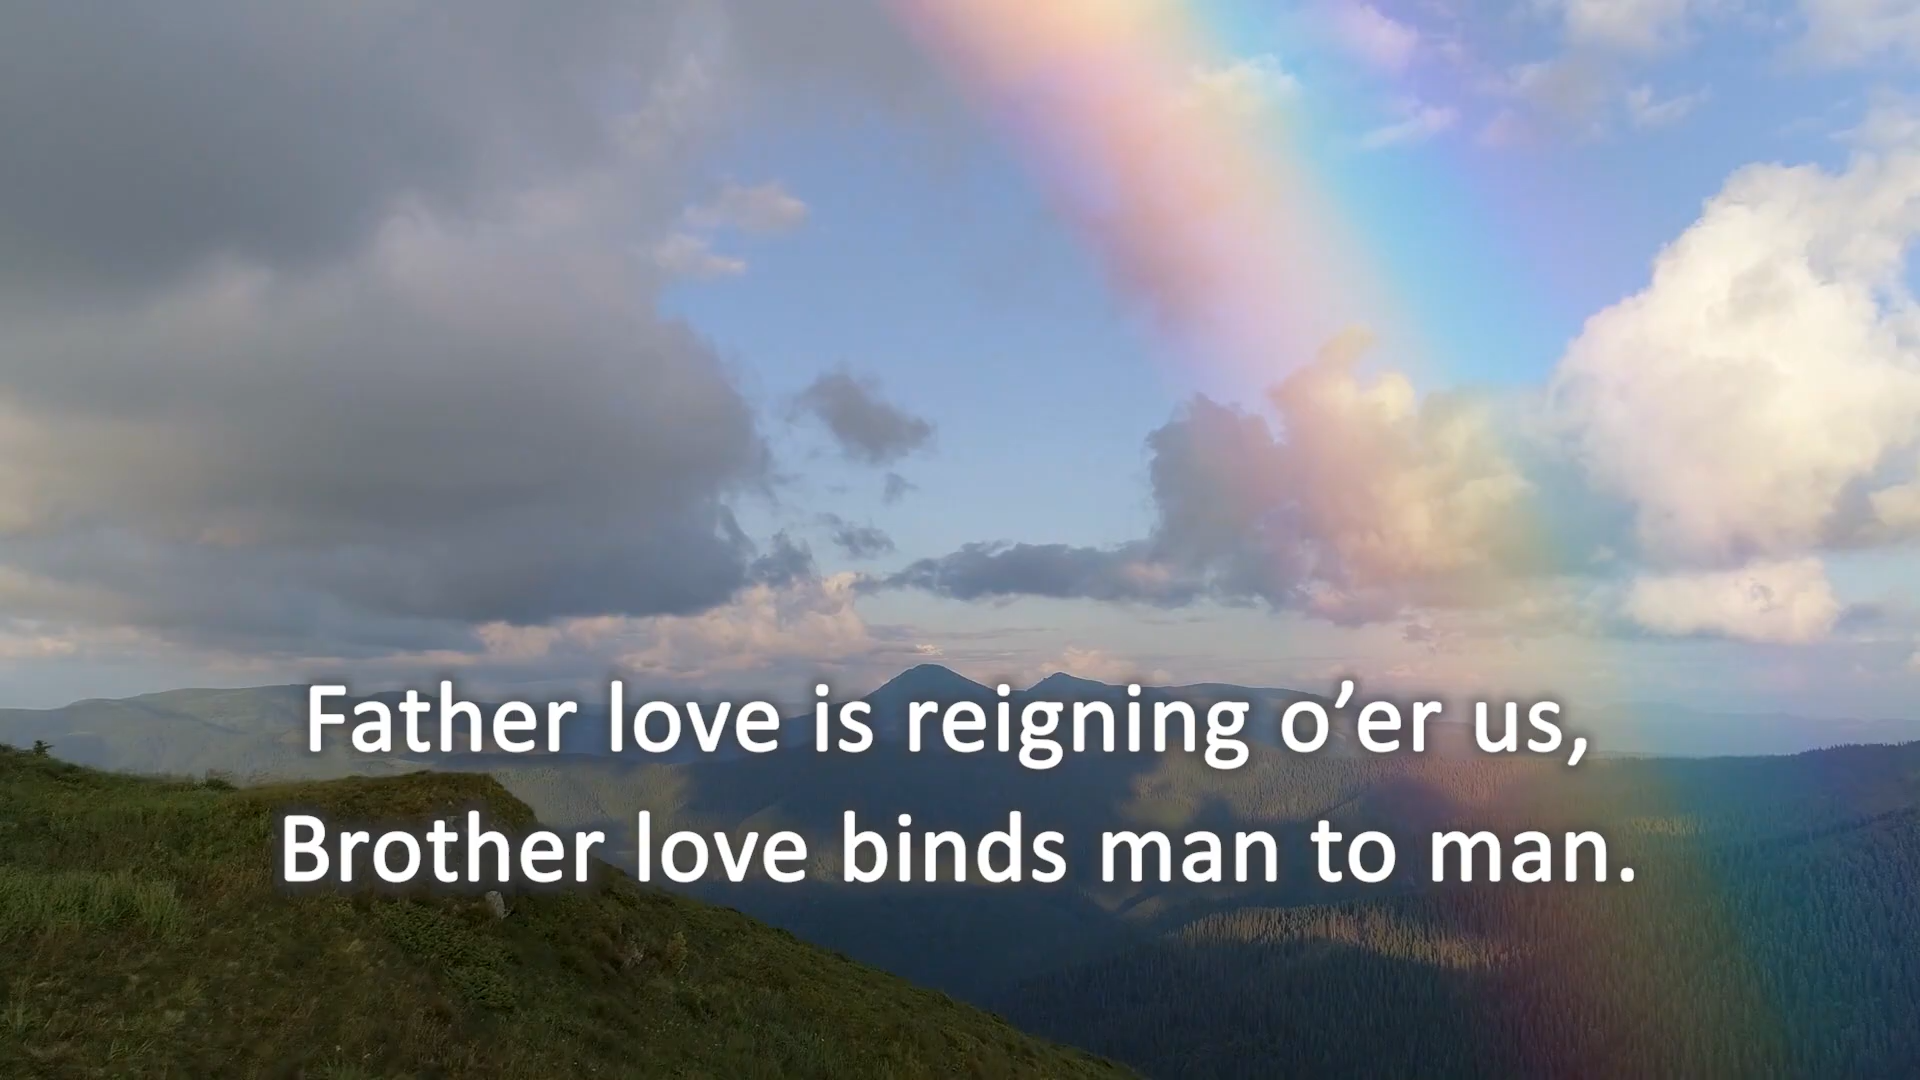 Father love is reigning o’er us,
Brother love binds man to man.